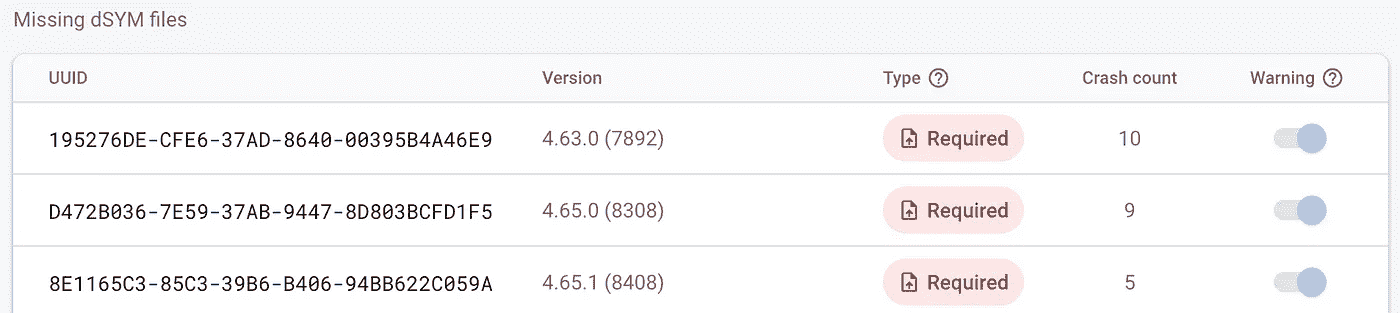 Missing dSYM files
UUID Version Type Crash count Warning
195276DE-CFE6-37AD-8640-00395B4A46E9 4.63.0 (7892) Required 10
D472B036-7E59-37AB-9447-8D803BCFD1F5 4.65.0 (8308) Required 9
8E1165C3-85C3-39B6-B406-94BB622C059A 4.65.1 (8408) Required 5